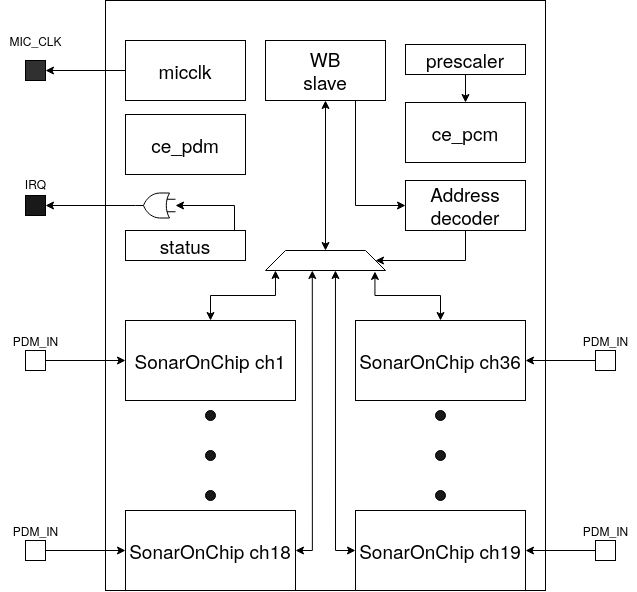 MIC_CLK
micclk
WB
slave
prescaler
ce_pdm
ce_pcm
IRQ
Address
decoder
status
PDM_IN
SonarOnChip ch1
SonarOnChip ch36
PDM_IN
PDM_IN
SonarOnChip ch18
SonarOnChip ch19
PDM_IN